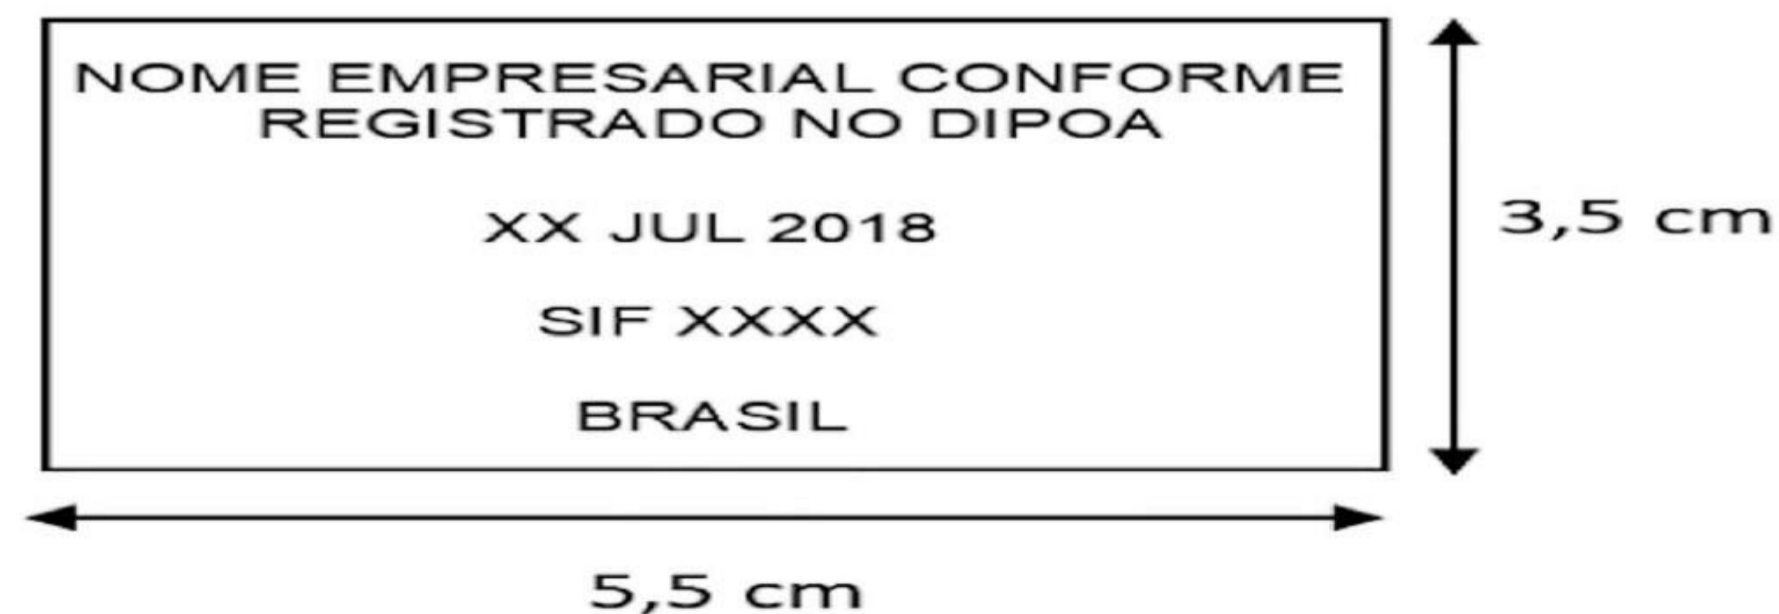 NOME EMPRESARIAL CONFORME
REGISTRADO NO DIPOA
XX JUL 2018
SIF XXXX
BRASIL
3,5 cm
5,5 cm